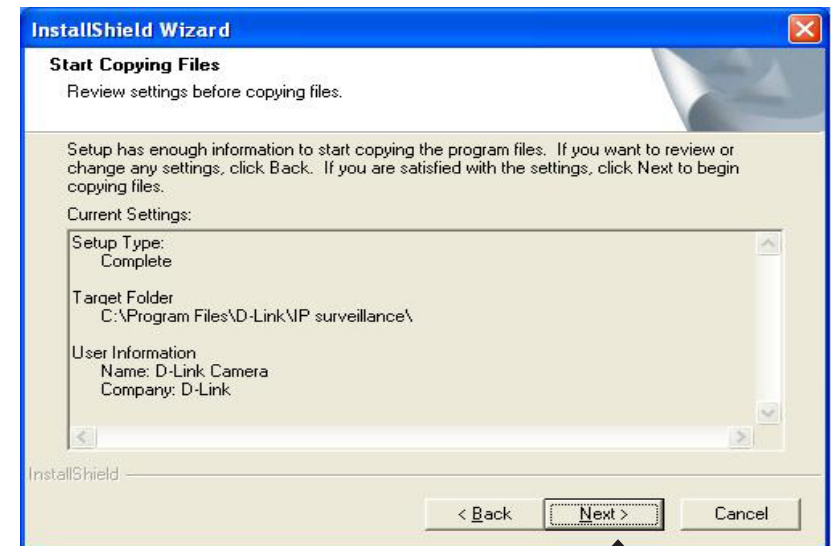 InstallShield Wizard
Start Copying Files
Review settings before copying files.
Setup has enough information to start copying the program files. If you want to review or
change any settings, click Back. If you are satisfied with the settings, click Next to begin
copying files.
Current Settings:
Setup Type:
Complete
Target Folder
C:\Program Files\D-Link\IP surveillance\
User Information
Name: D-Link Camera
Company: D-Link
InstallShield
< Back Next > Cancel